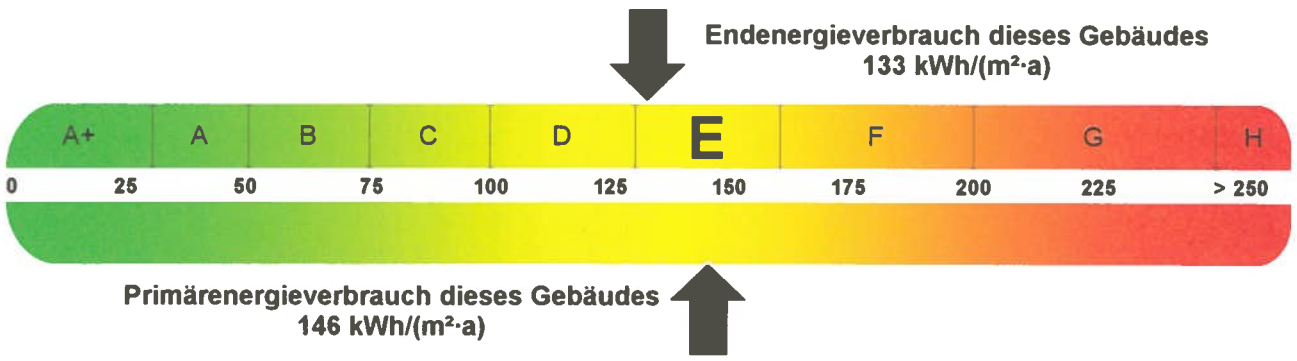 Endenergieverbrauch dieses Gebäudes
133 kWh/(m²·a)
A+ A B C D E F G H
0 25 50 75 100 125 150 175 200 225 > 250
Primärenergieverbrauch dieses Gebäudes
146 kWh/(m²·a)